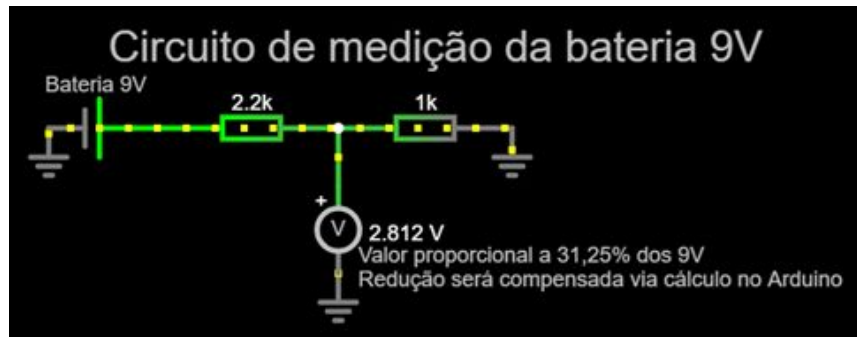 Circuito de medição da bateria 9V
Bateria 9V
2.2k
1k
+
V
2.812 V
Valor proporcional a 31,25% dos 9V
Redução será compensada via cálculo no Arduino